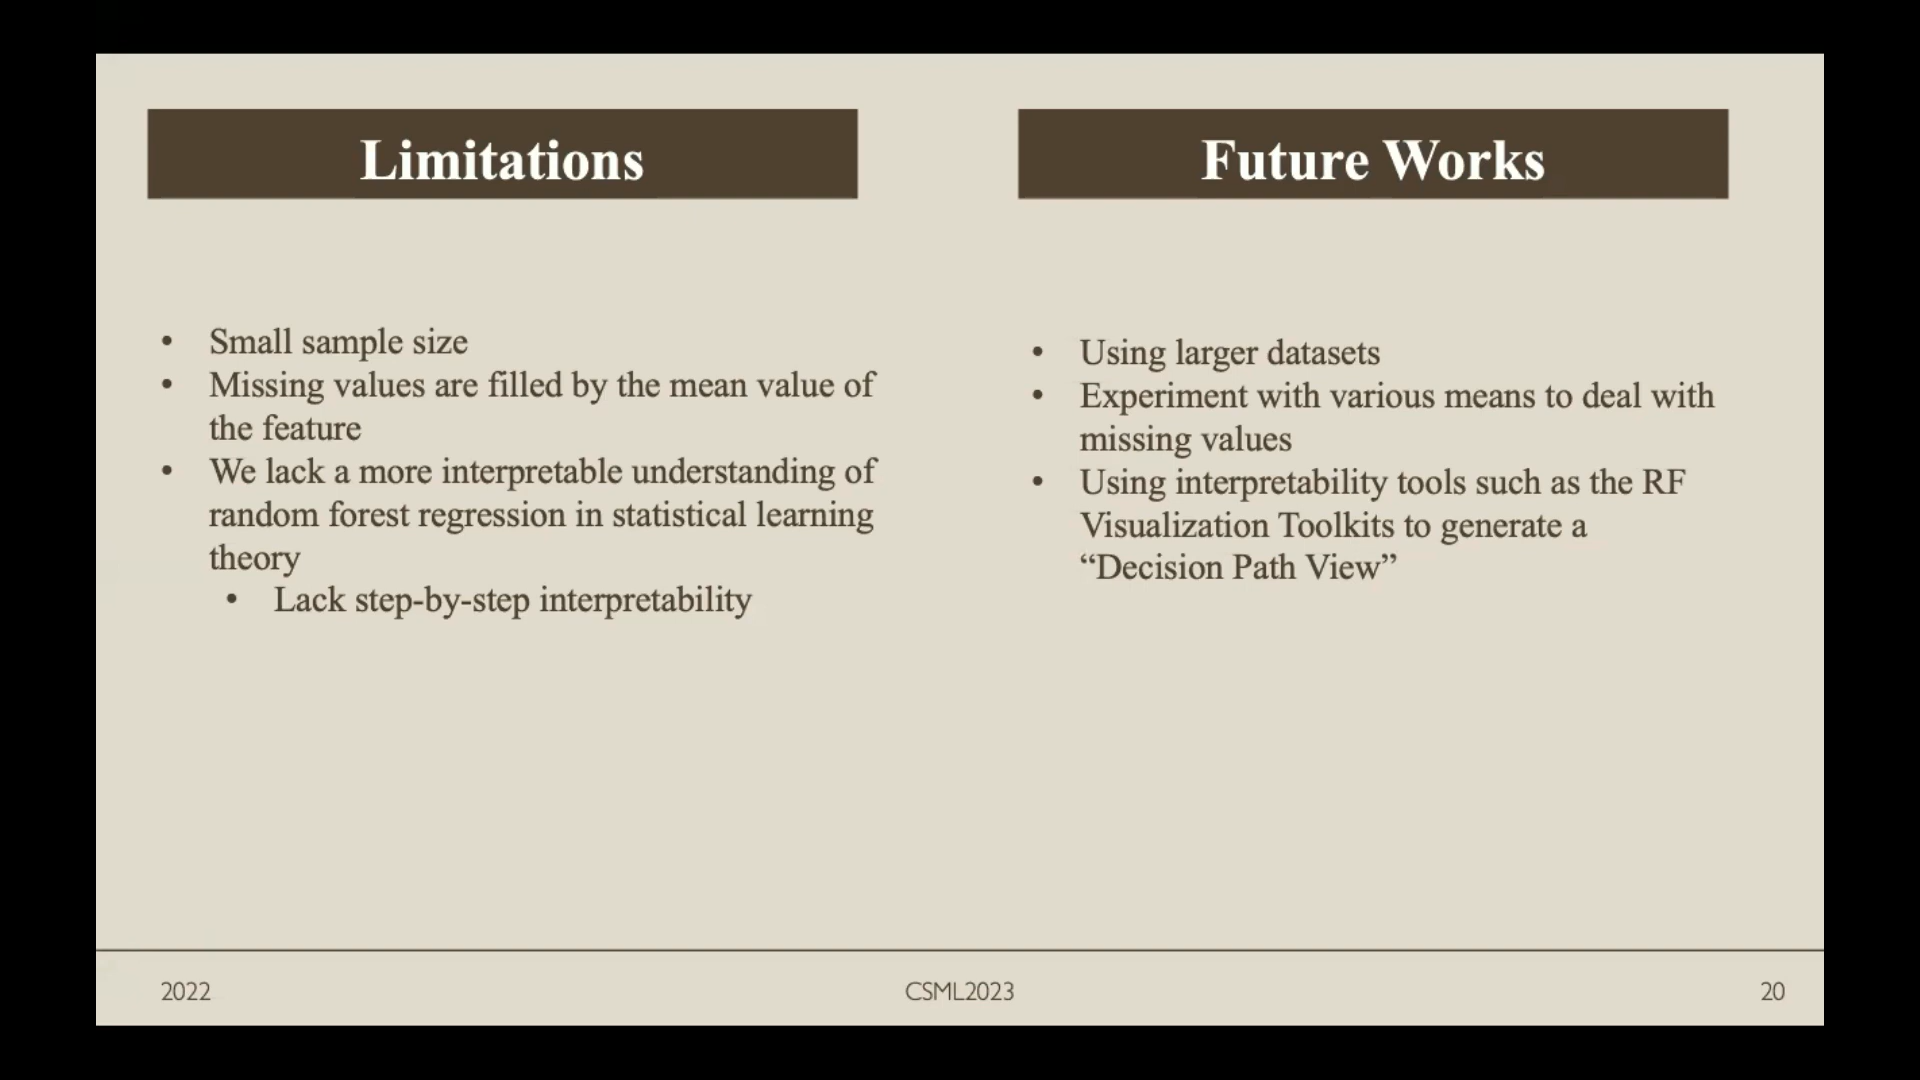 Limitations
• Small sample size
• Missing values are filled by the mean value of
the feature
• We lack a more interpretable understanding of
random forest regression in statistical learning
theory
• Lack step-by-step interpretability
Future Works
• Using larger datasets
• Experiment with various means to deal with
missing values
• Using interpretability tools such as the RF
Visualization Toolkits to generate a
“Decision Path View”
2022
CSML2023
20